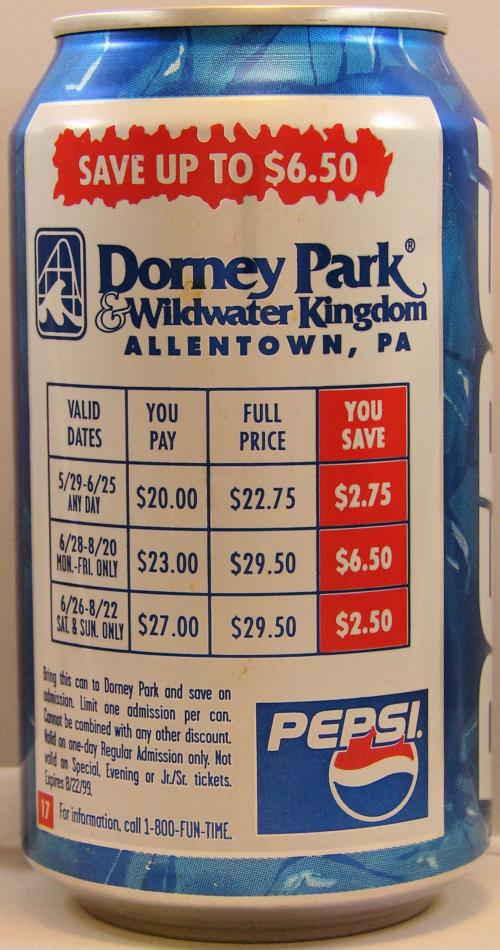 SAVE UP TO $6.50
Dorney Park®
& Wildwater Kingdom
ALLENTOWN, PA
VALID DATES YOU PAY FULL PRICE YOU SAVE
5/29-6/25 ANY DAY $20.00 $22.75 $2.75
6/28-8/20 MON.-FRI. ONLY $23.00 $29.50 $6.50
6/26-8/22 SAT. & SUN. ONLY $27.00 $29.50 $2.50
Bring this can to Dorney Park and save on
admission. Limit one admission per can.
Cannot be combined with any other discount.
Valid on one-day Regular Admission only. Not
valid on Special, Evening or Jr./Sr. tickets.
Expires 8/22/99.
17 For information, call 1-800-FUN-TIME.
PEPSI